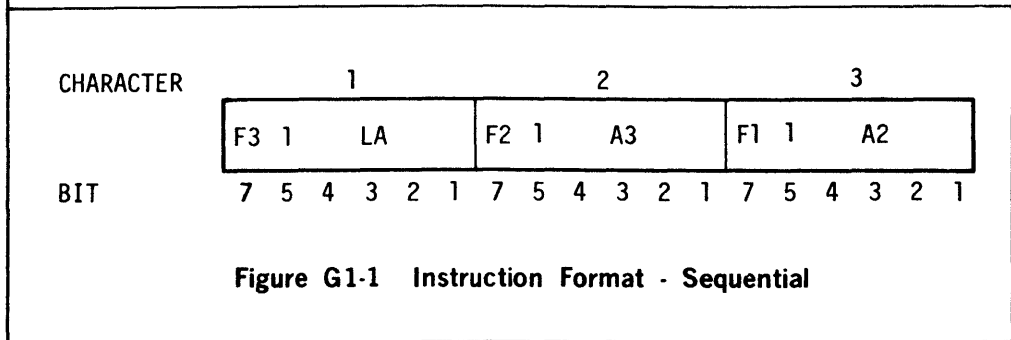 CHARACTER 1 2 3
F3 1 LA F2 1 A3 F1 1 A2
BIT 7 5 4 3 2 1 7 5 4 3 2 1 7 5 4 3 2 1
Figure G1-1 Instruction Format - Sequential